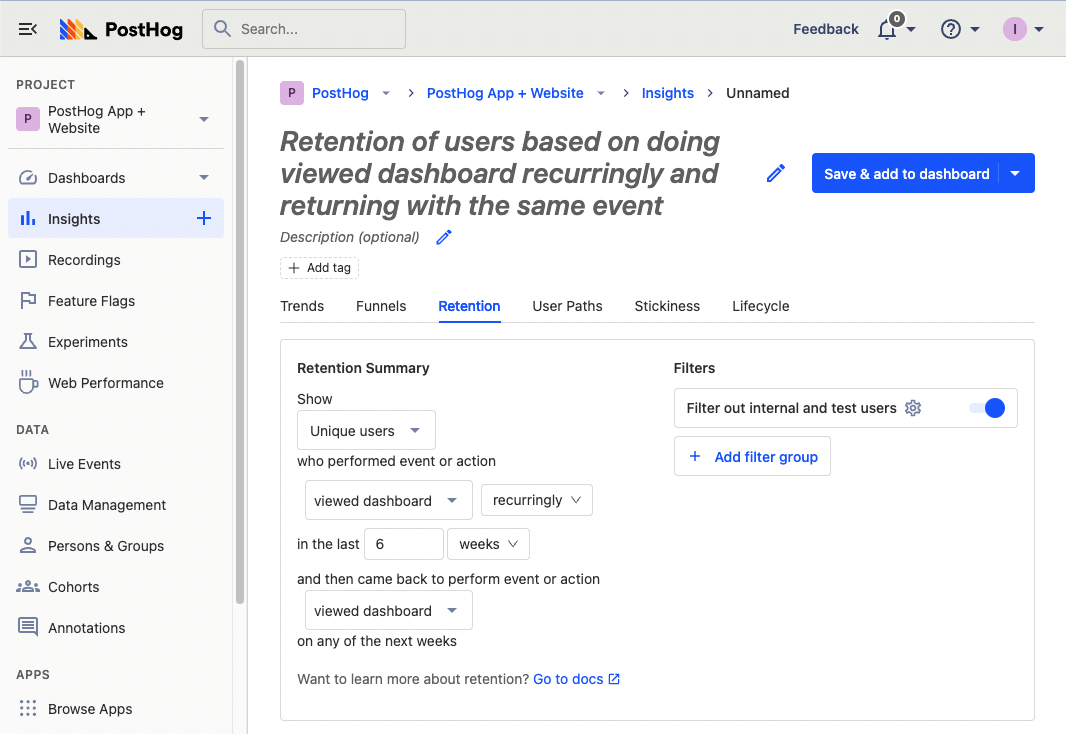 PostHog
Search...
Feedback
0
I
PROJECT
P
PostHog App +
Website
Dashboards
Insights
Recordings
Feature Flags
Experiments
Web Performance
DATA
Live Events
Data Management
Persons & Groups
Cohorts
Annotations
APPS
Browse Apps
P PostHog > PostHog App + Website > Insights > Unnamed
Retention of users based on doing
viewed dashboard recurringly and
returning with the same event
Save & add to dashboard
Description (optional)
+ Add tag
Trends Funnels Retention User Paths Stickiness Lifecycle
Retention Summary
Show
Unique users
who performed event or action
viewed dashboard recurringly
in the last 6 weeks
and then came back to perform event or action
viewed dashboard
on any of the next weeks
Want to learn more about retention? Go to docs
Filters
Filter out internal and test users
+ Add filter group